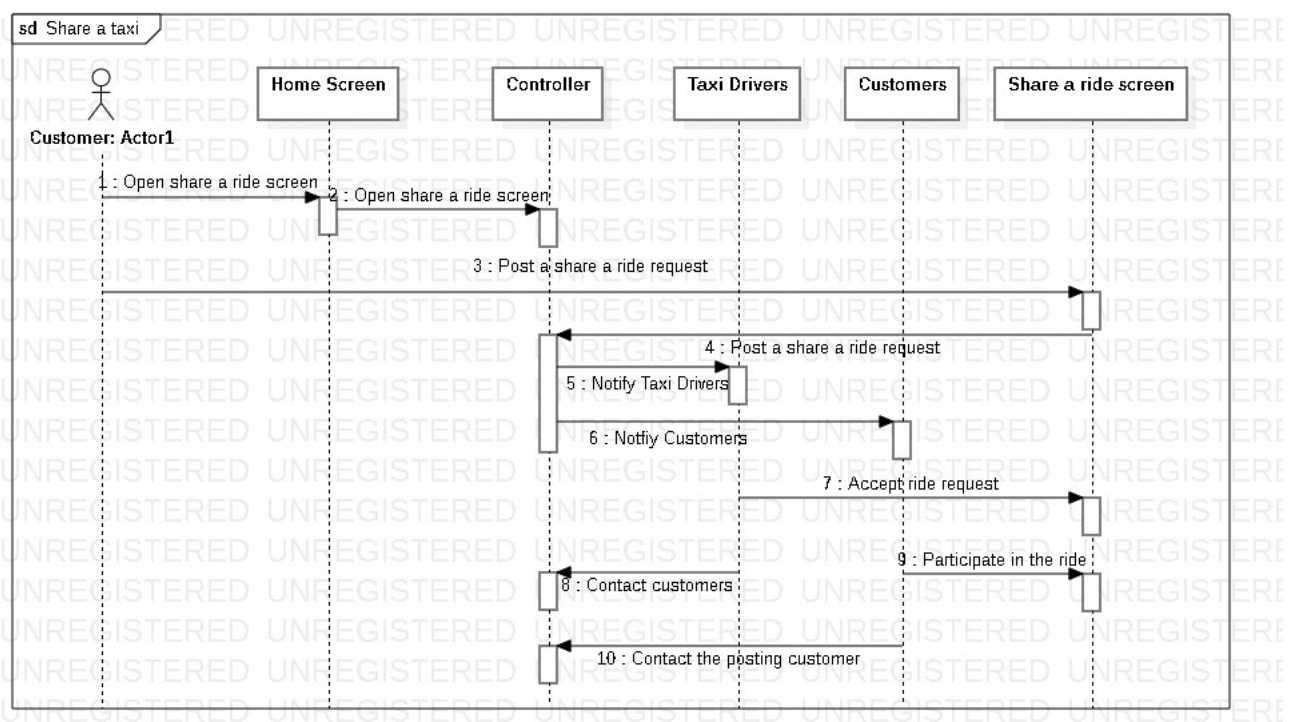 sd Share a taxi
Home Screen
Controller
Taxi Drivers
Customers
Share a ride screen
Customer: Actor1
1 : Open share a ride screen
2 : Open share a ride screen
3 : Post a share a ride request
4 : Post a share a ride request
5 : Notify Taxi Drivers
6 : Notfiy Customers
7 : Accept ride request
9 : Participate in the ride
8 : Contact customers
10 : Contact the posting customer
UNREGISTERED